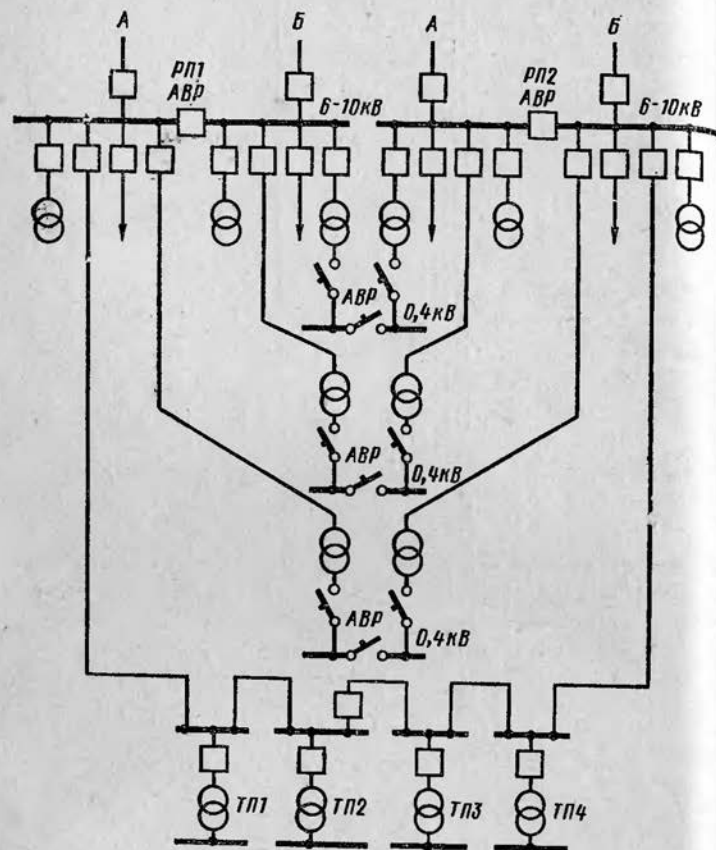 А
Б
А
Б
РП1
АВР
РП2
АВР
6-10кВ
6-10кВ
АВР
0,4кВ
АВР
0,4кВ
АВР
0,4кВ
ТП1
ТП2
ТП3
ТП4